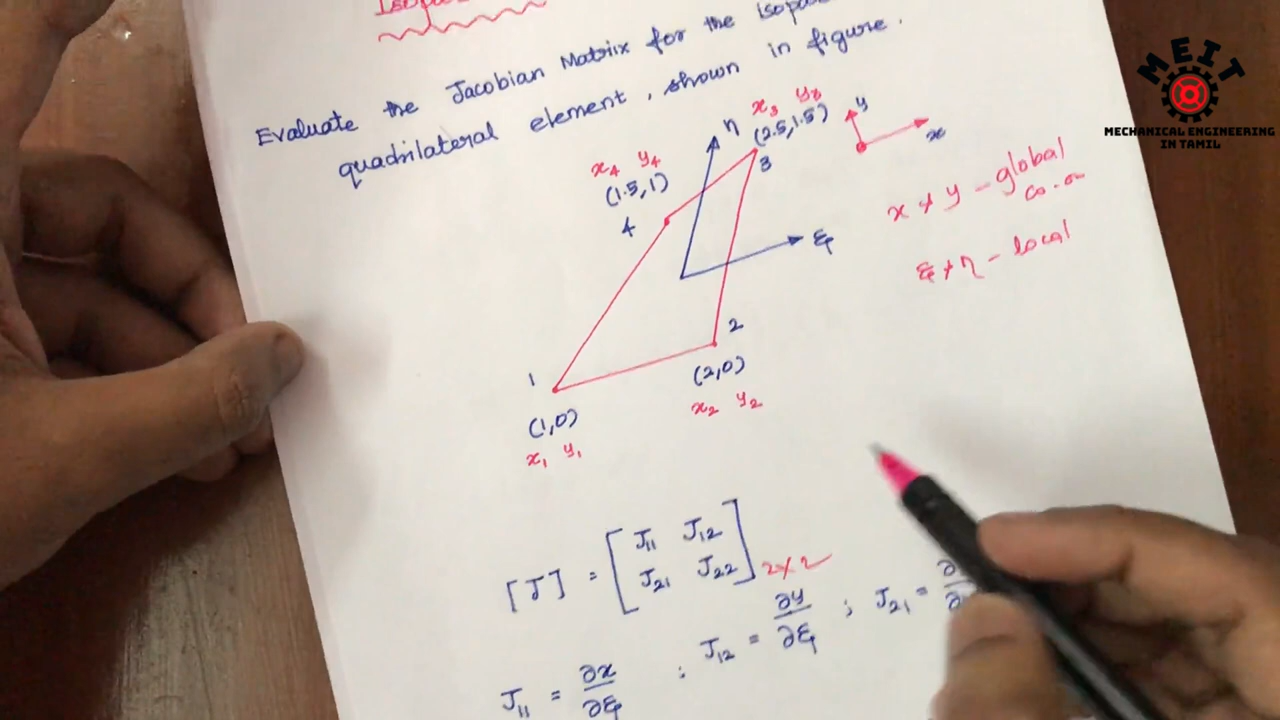 Evaluate the Jacobian Matrix for the
quadrilateral element, shown in figure.
η
x3 y3
(2.5,1.5)
3
y
x
x4 y4
(1.5,1)
4
ξ
x & y - global
co-o
ξ & η - local
2
(2,0)
x2 y2
1
(1,0)
x1 y1
[J] = [ J11 J12
J21 J22 ] 2×2
J11 = ∂x/∂ξ ; J12 = ∂y/∂ξ ; J21 =
MEIT
MECHANICAL ENGINEERING
IN TAMIL